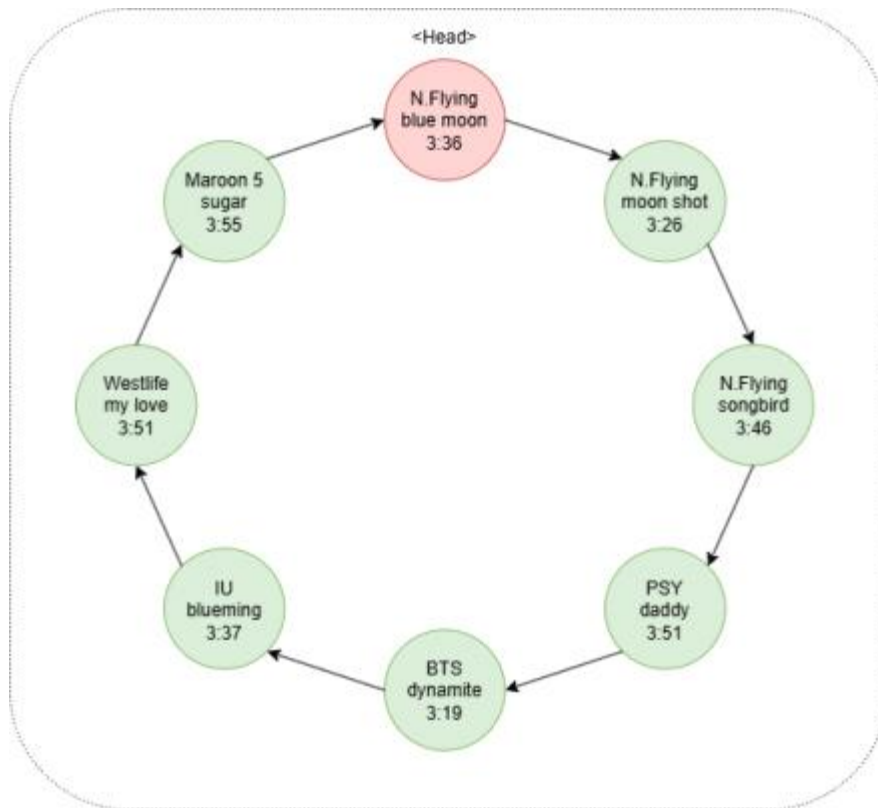 <Head>
N.Flying
blue moon
3:36
N.Flying
moon shot
3:26
N.Flying
songbird
3:46
PSY
daddy
3:51
BTS
dynamite
3:19
IU
blueming
3:37
Westlife
my love
3:51
Maroon 5
sugar
3:55